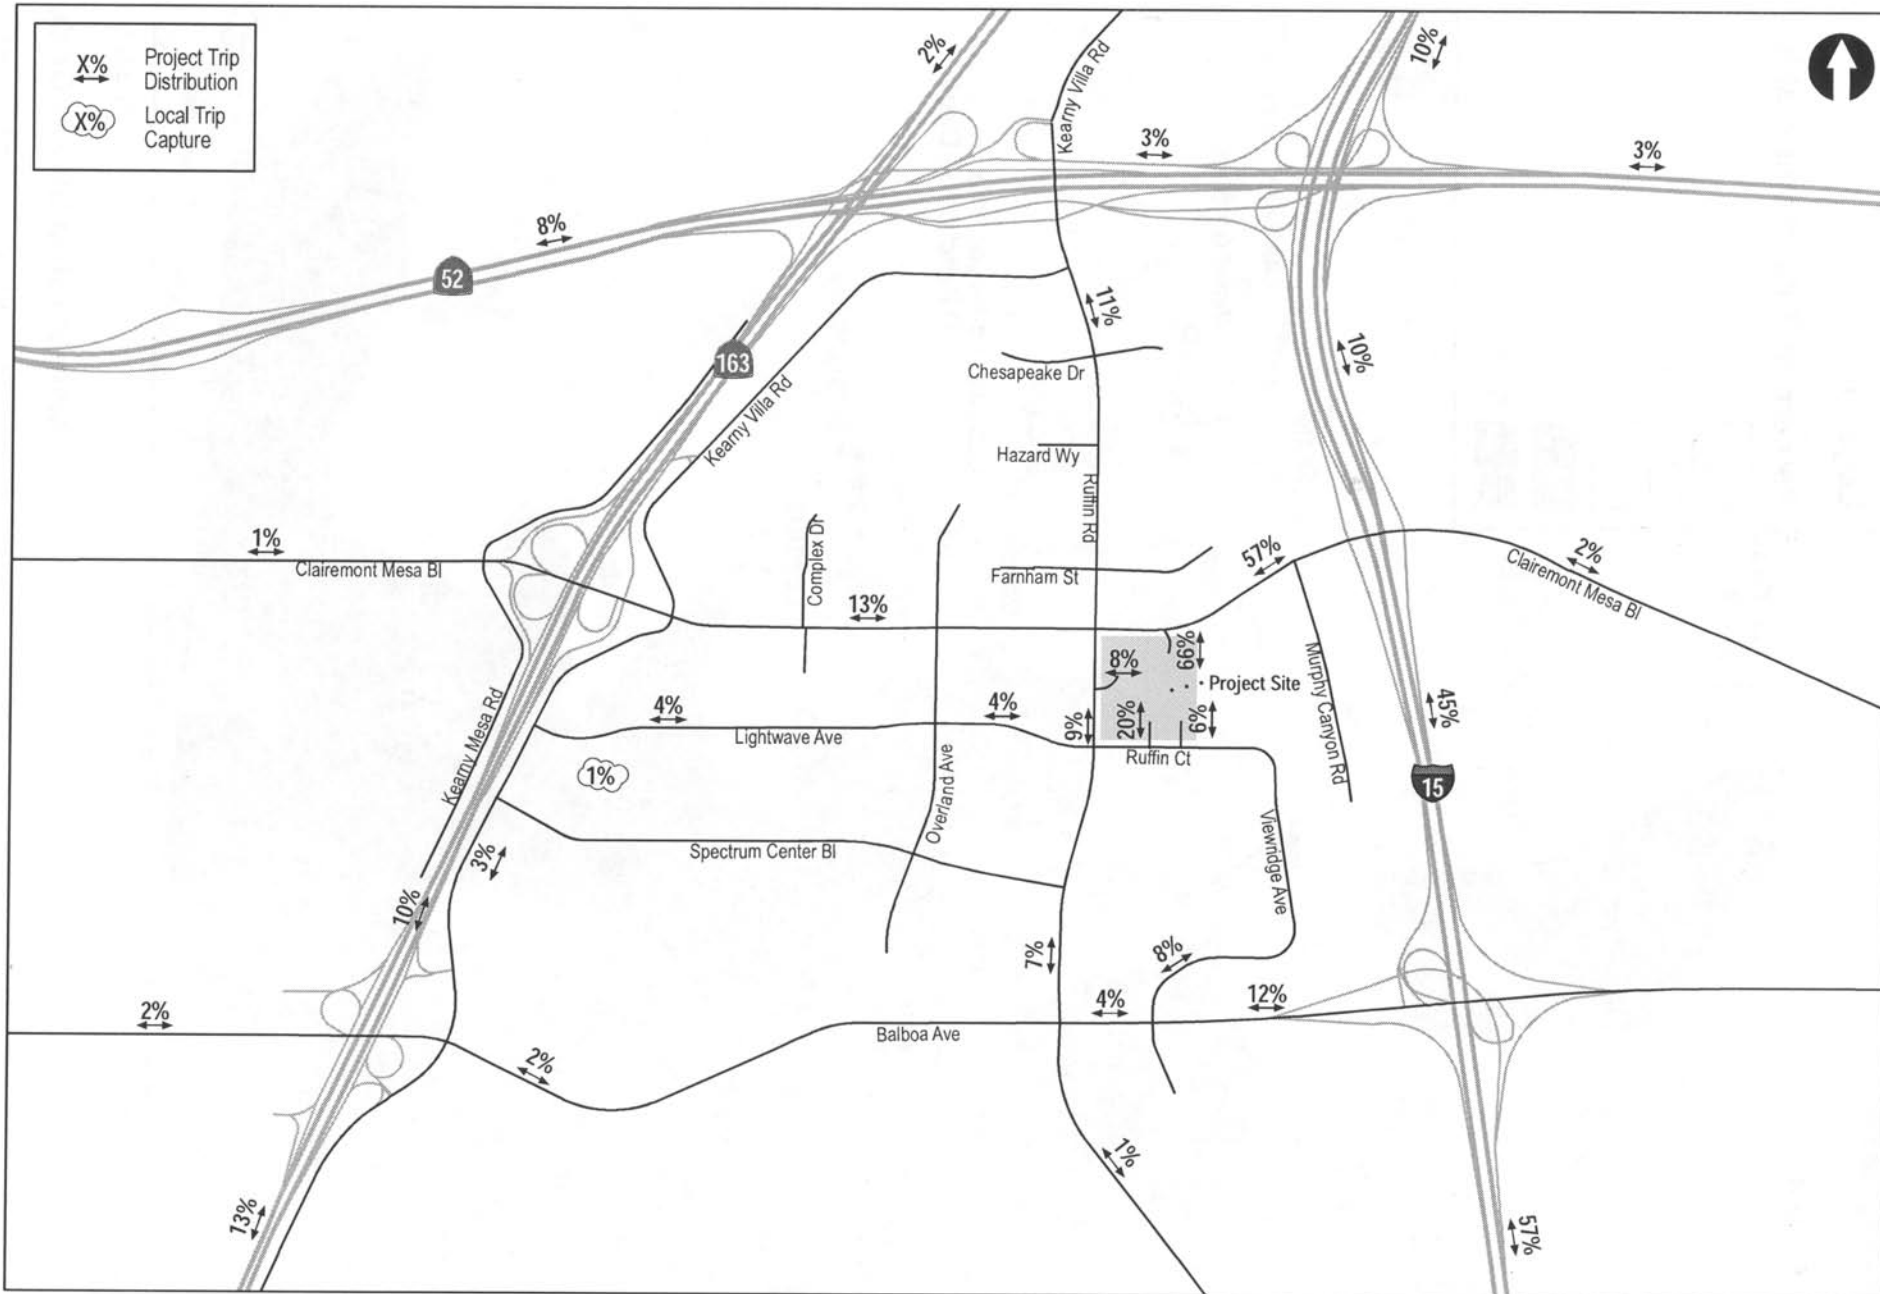 X%
Project Trip
Distribution
X%
Local Trip
Capture
2%
Kearny Villa Rd
10%
3%
3%
8%
52
11%
163
10%
Chesapeake Dr
Kearny Villa Rd
Hazard Wy
Ruffin Rd
1%
Clairemont Mesa Bl
Complex Dr
Farnham St
57%
2%
Clairemont Mesa Bl
13%
66%
8%
Project Site
Murphy Canyon Rd
Kearny Mesa Rd
4%
Lightwave Ave
4%
9%
20%
6%
Ruffin Ct
45%
15
1%
Overland Ave
Viewridge Ave
3%
Spectrum Center Bl
10%
7%
8%
2%
4%
12%
Balboa Ave
2%
1%
13%
57%